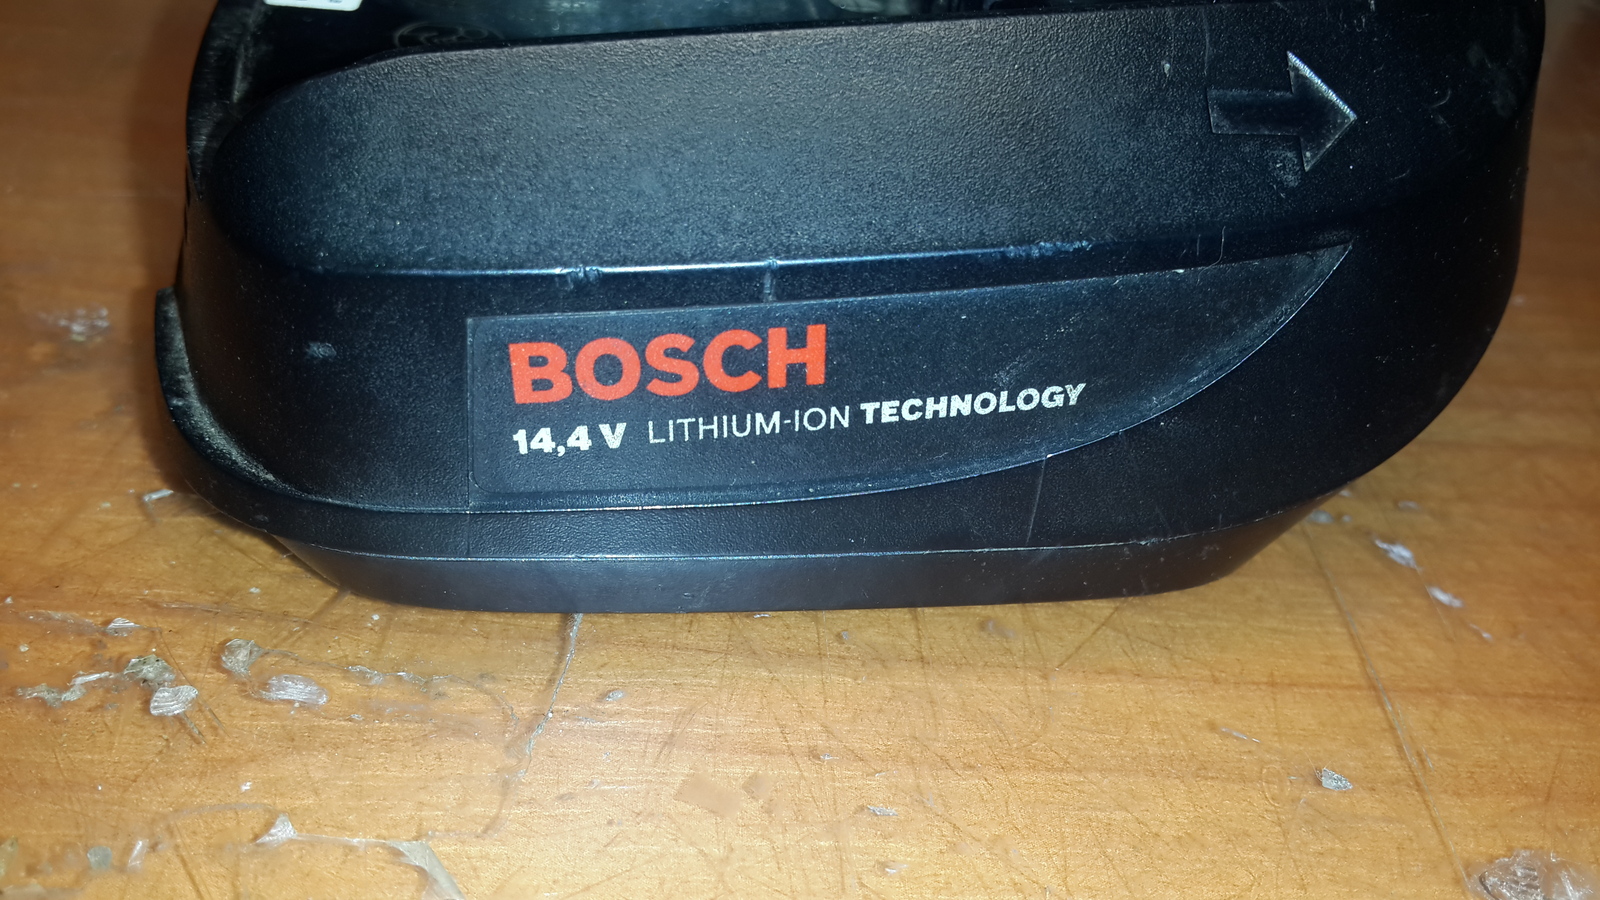 BOSCH
14,4 V LITHIUM-ION TECHNOLOGY